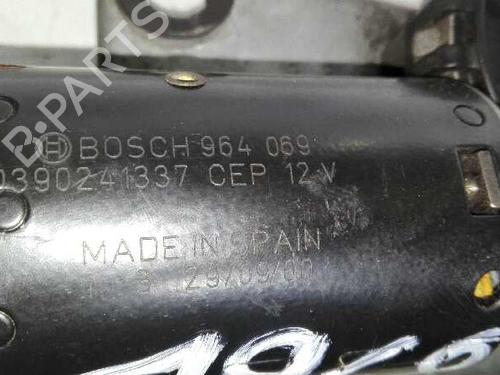 B-PARTS
BOSCH 964 069
0390241337 CEP 12 V
MADE IN SPAIN
29/09/00